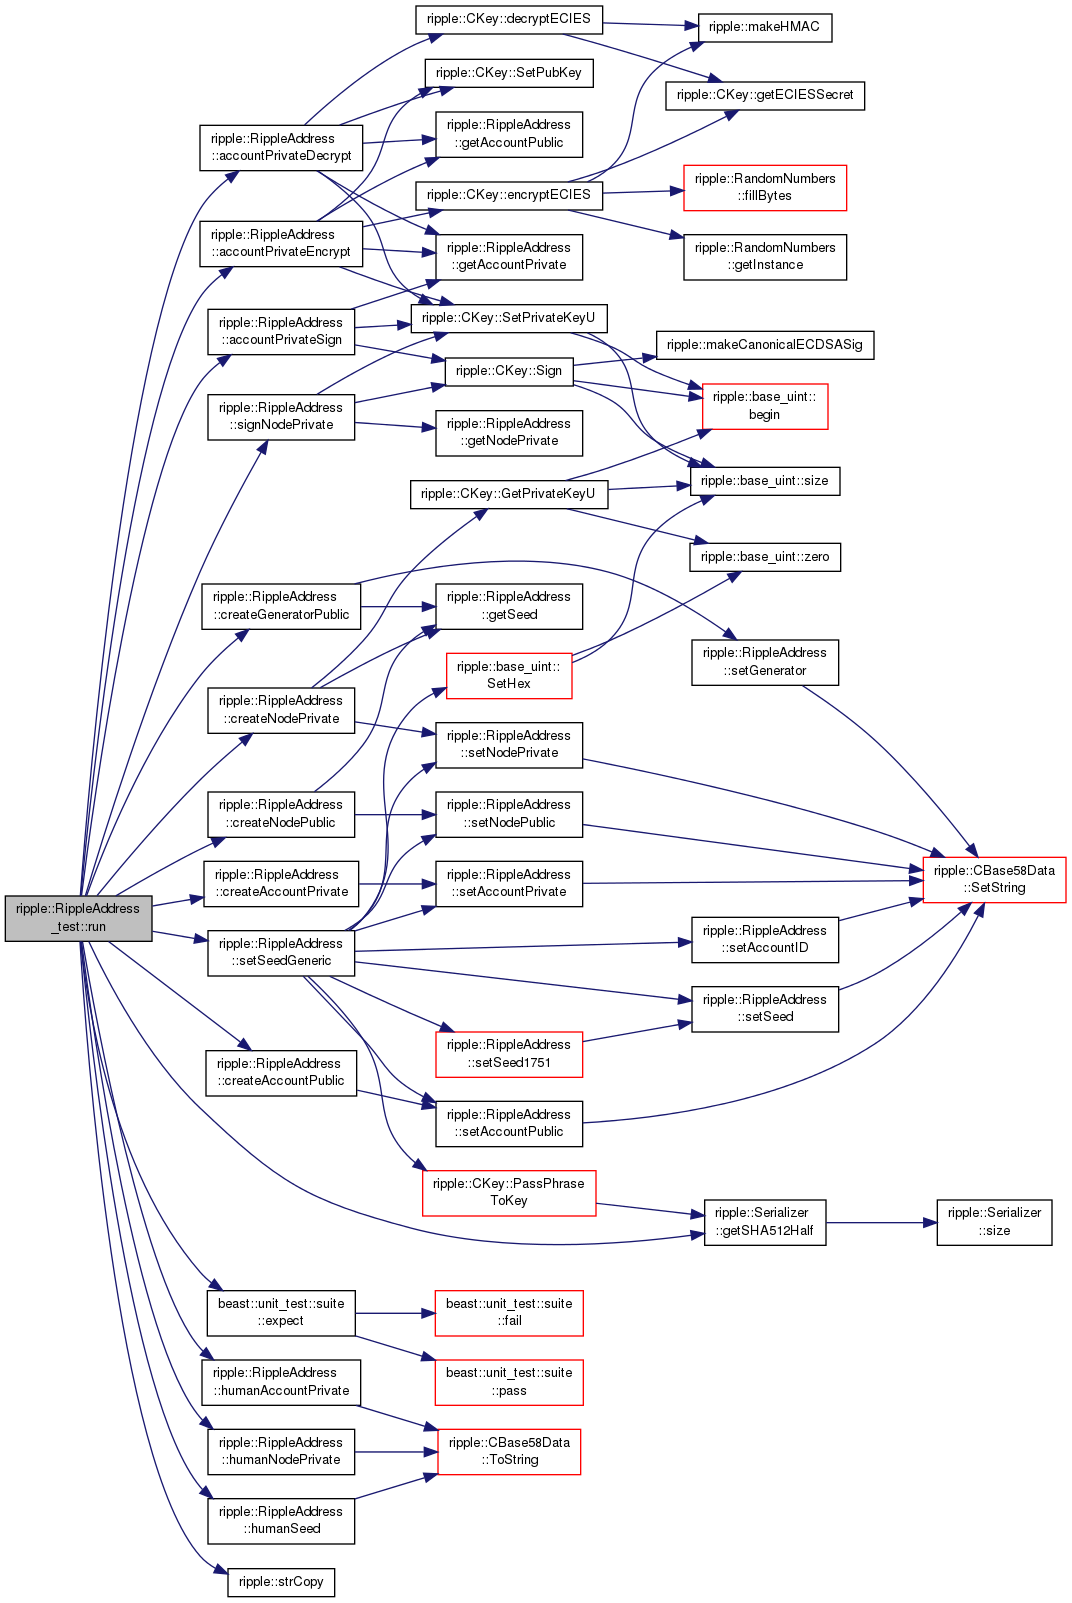 ripple::CKey::decryptECIES
ripple::makeHMAC
ripple::CKey::SetPubKey
ripple::CKey::getECIESSecret
ripple::RippleAddress
::accountPrivateDecrypt
ripple::RippleAddress
::getAccountPublic
ripple::CKey::encryptECIES
ripple::RandomNumbers
::fillBytes
ripple::RippleAddress
::accountPrivateEncrypt
ripple::RippleAddress
::getAccountPrivate
ripple::RandomNumbers
::getInstance
ripple::RippleAddress
::accountPrivateSign
ripple::CKey::SetPrivateKeyU
ripple::makeCanonicalECDSASig
ripple::CKey::Sign
ripple::RippleAddress
::signNodePrivate
ripple::base_uint::
begin
ripple::RippleAddress
::getNodePrivate
ripple::CKey::GetPrivateKeyU
ripple::base_uint::size
ripple::base_uint::zero
ripple::RippleAddress
::createGeneratorPublic
ripple::RippleAddress
::getSeed
ripple::RippleAddress
::setGenerator
ripple::base_uint::
SetHex
ripple::RippleAddress
::createNodePrivate
ripple::RippleAddress
::setNodePrivate
ripple::RippleAddress
::createNodePublic
ripple::RippleAddress
::setNodePublic
ripple::RippleAddress
::createAccountPrivate
ripple::RippleAddress
::setAccountPrivate
ripple::CBase58Data
::SetString
ripple::RippleAddress
_test::run
ripple::RippleAddress
::setSeedGeneric
ripple::RippleAddress
::setAccountID
ripple::RippleAddress
::setSeed
ripple::RippleAddress
::setSeed1751
ripple::RippleAddress
::createAccountPublic
ripple::RippleAddress
::setAccountPublic
ripple::CKey::PassPhrase
ToKey
ripple::Serializer
::getSHA512Half
ripple::Serializer
::size
beast::unit_test::suite
::expect
beast::unit_test::suite
::fail
ripple::RippleAddress
::humanAccountPrivate
beast::unit_test::suite
::pass
ripple::RippleAddress
::humanNodePrivate
ripple::CBase58Data
::ToString
ripple::RippleAddress
::humanSeed
ripple::strCopy